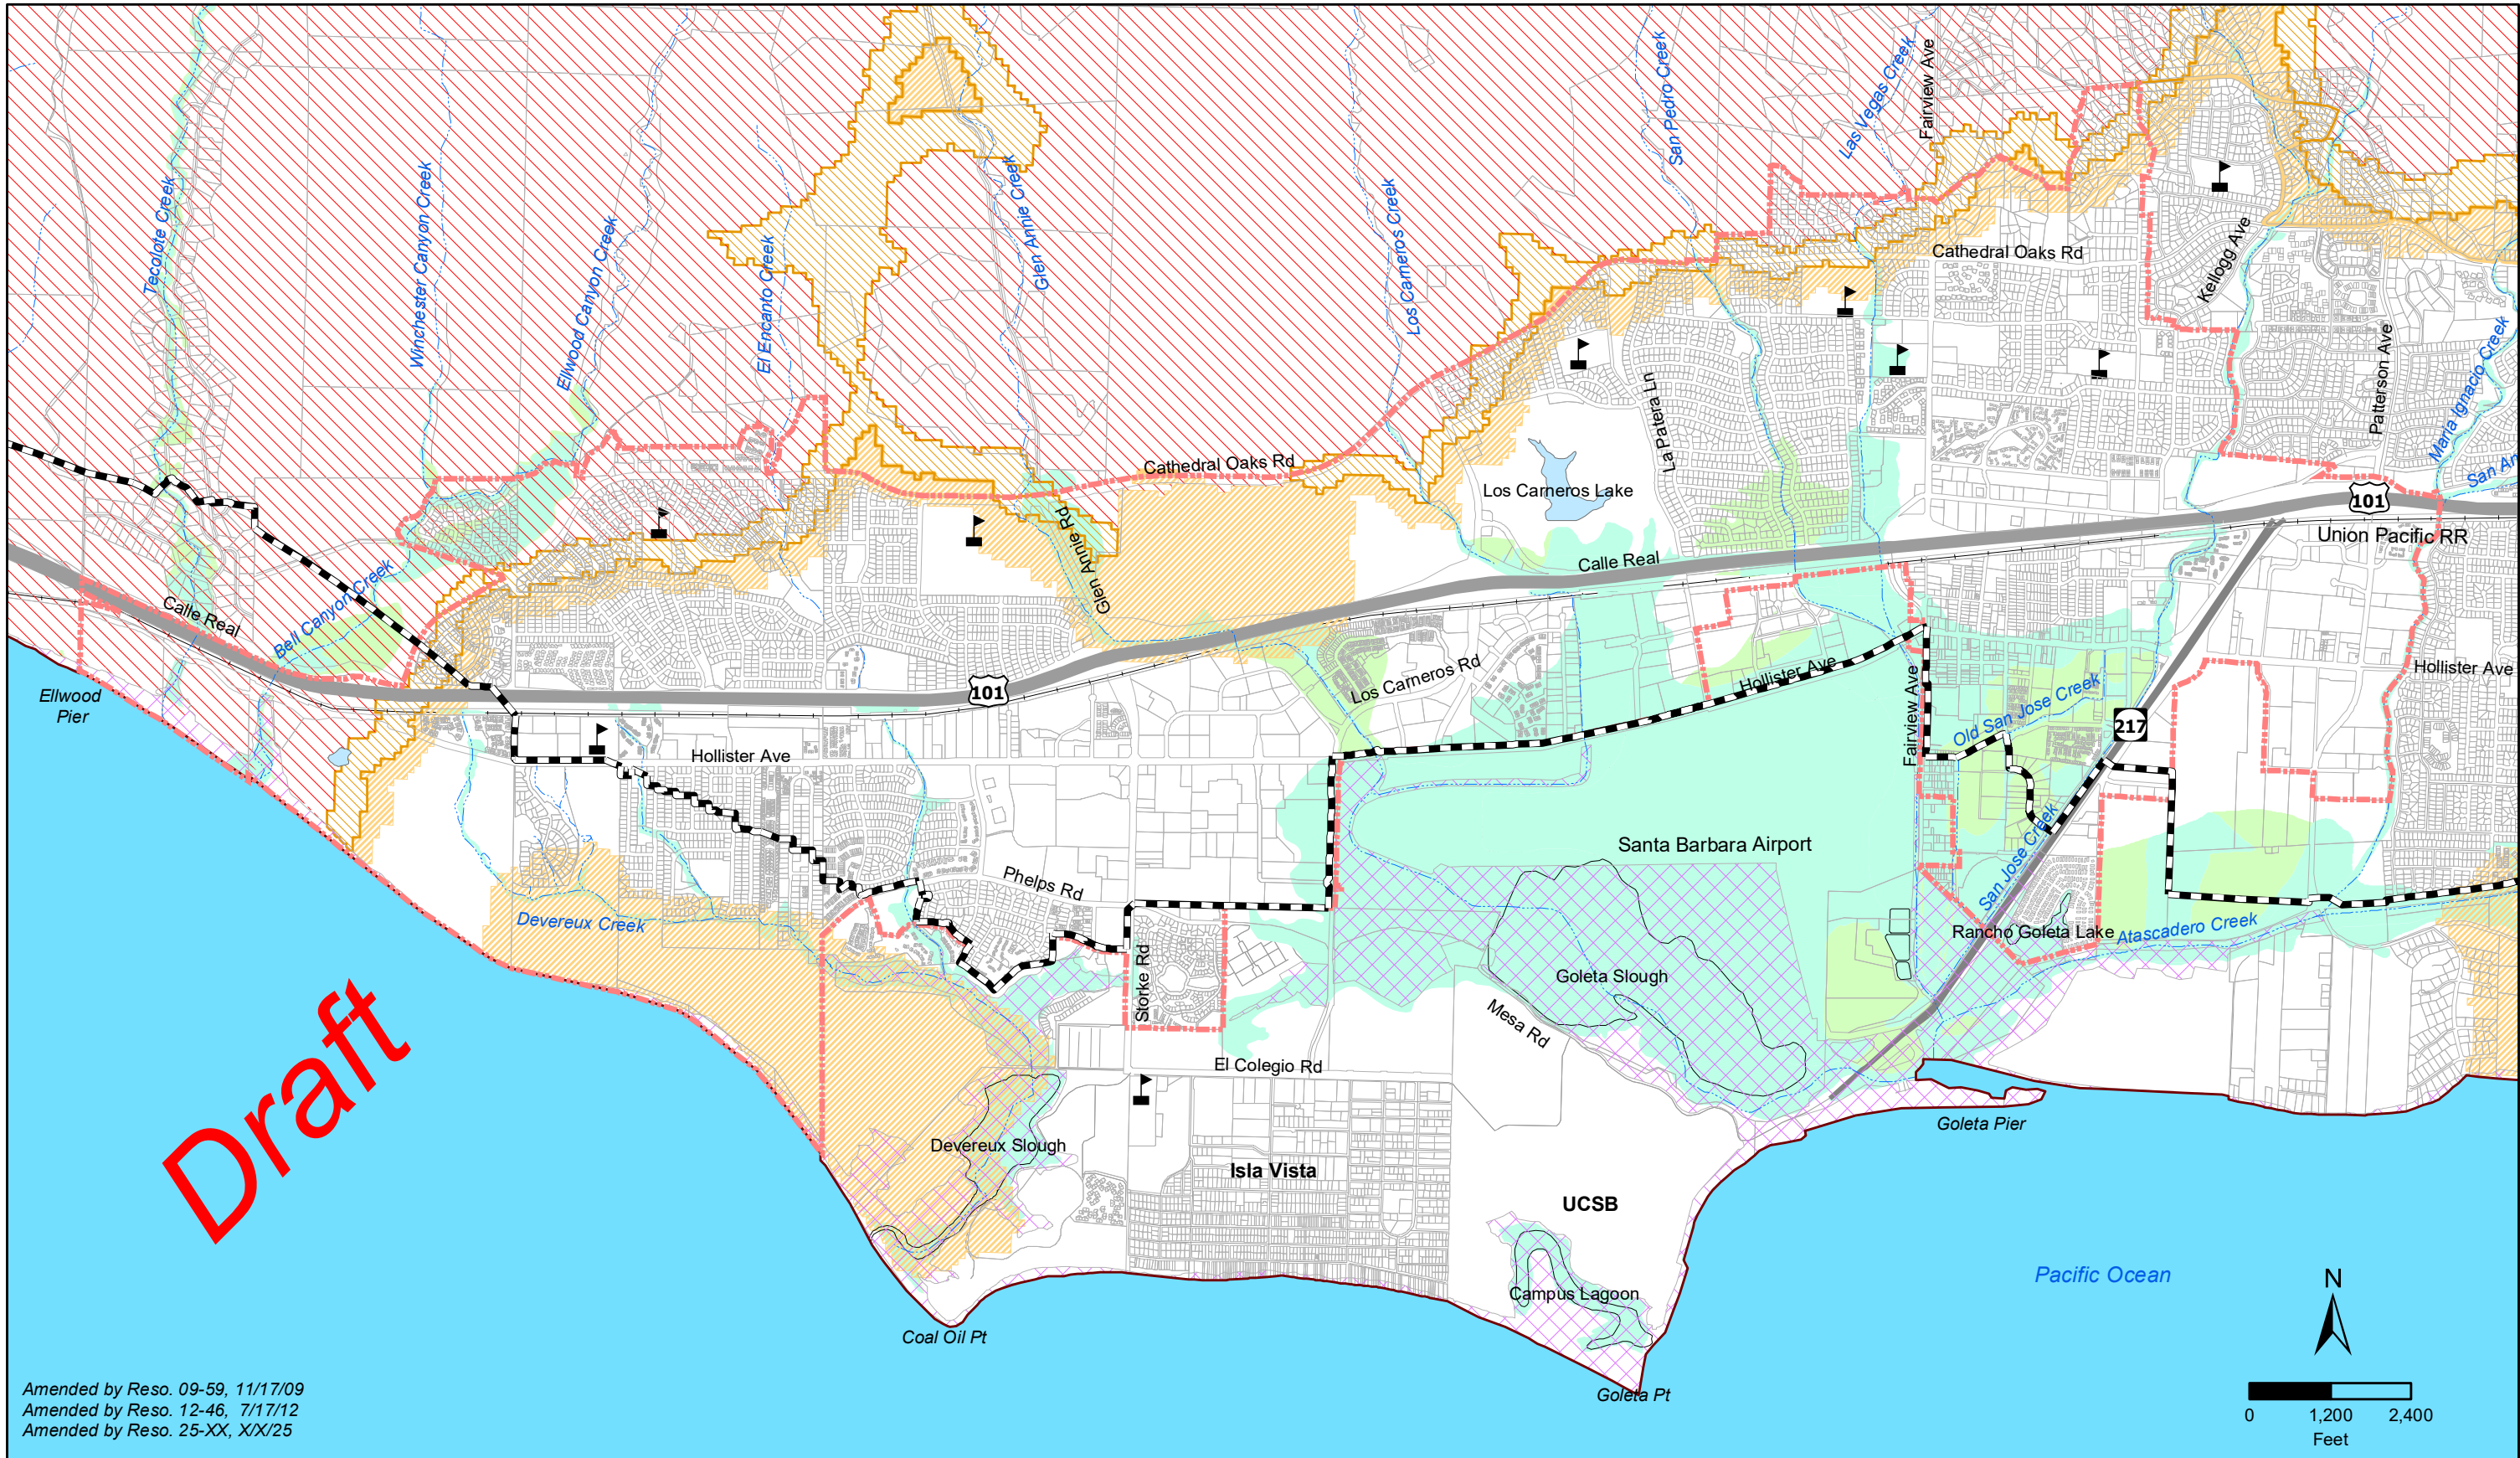 Fairview Ave
San Pedro Creek
Las Vegas Creek
Tecolote Creek
Winchester Canyon Creek
Ellwood Canyon Creek
El Encanto Creek
Glen Annie Creek
Los Carneros Creek
Cathedral Oaks Rd
Kellogg Ave
Patterson Ave
Maria Ignacio Creek
San An
La Patera Ln
Cathedral Oaks Rd
Los Carneros Lake
101
Union Pacific RR
Glen Annie Rd
Calle Real
Calle Real
Bell Canyon Creek
Ellwood
Pier
101
Los Carneros Rd
Hollister Ave
Hollister Ave
Fairview Ave
Old San Jose Creek
217
Hollister Ave
Santa Barbara Airport
San Jose Creek
Phelps Rd
Devereux Creek
Rancho Goleta Lake
Atascadero Creek
Storke Rd
Goleta Slough
Mesa Rd
El Colegio Rd
Draft
Devereux Slough
Isla Vista
UCSB
Goleta Pier
Campus Lagoon
Pacific Ocean
N
Coal Oil Pt
Goleta Pt
Amended by Reso. 09-59, 11/17/09
Amended by Reso. 12-46, 7/17/12
Amended by Reso. 25-XX, X/X/25
0 1,200 2,400
Feet